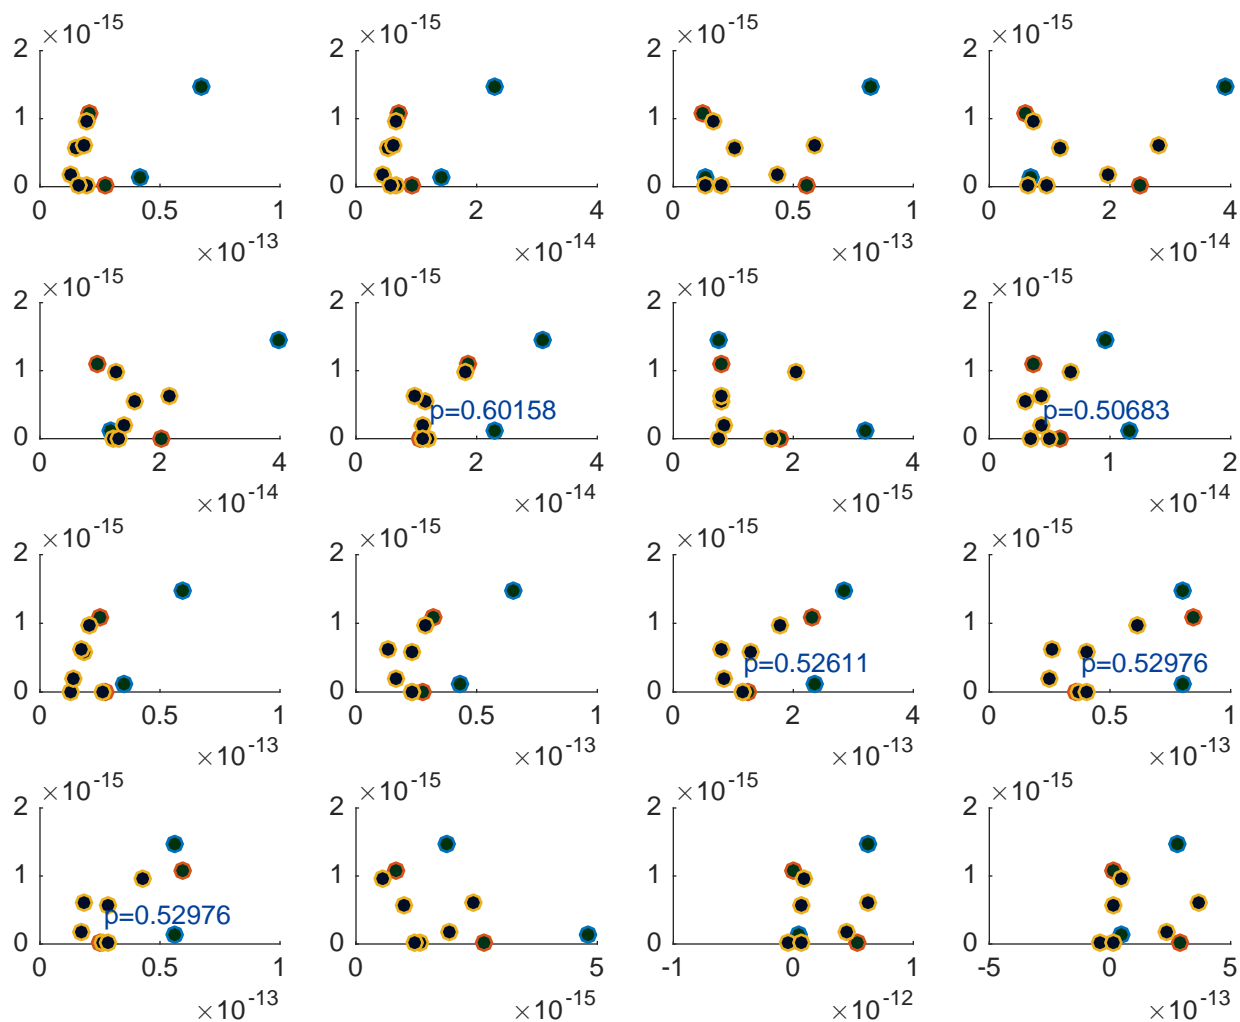 ×10-15 ×10-15 ×10-15 ×10-15
2 2 2 2
1 1 1 1
0 0 0 0
0 0.5 1 0 2 4 0 0.5 1 0 2 4
×10-13 ×10-14 ×10-13 ×10-14
×10-15 ×10-15 ×10-15 ×10-15
2 2 2 2
1 1 1 1
p=0.60158 p=0.50683
0 0 0 0
0 2 4 0 2 4 0 2 4 0 1 2
×10-14 ×10-14 ×10-15 ×10-14
×10-15 ×10-15 ×10-15 ×10-15
2 2 2 2
1 1 1 1
p=0.52611 p=0.52976
0 0 0 0
0 0.5 1 0 0.5 1 0 2 4 0 0.5 1
×10-13 ×10-13 ×10-13 ×10-13
×10-15 ×10-15 ×10-15 ×10-15
2 2 2 2
1 1 1 1
p=0.52976
0 0 0 0
0 0.5 1 0 5 -1 0 1 -5 0 5
×10-13 ×10-15 ×10-12 ×10-13